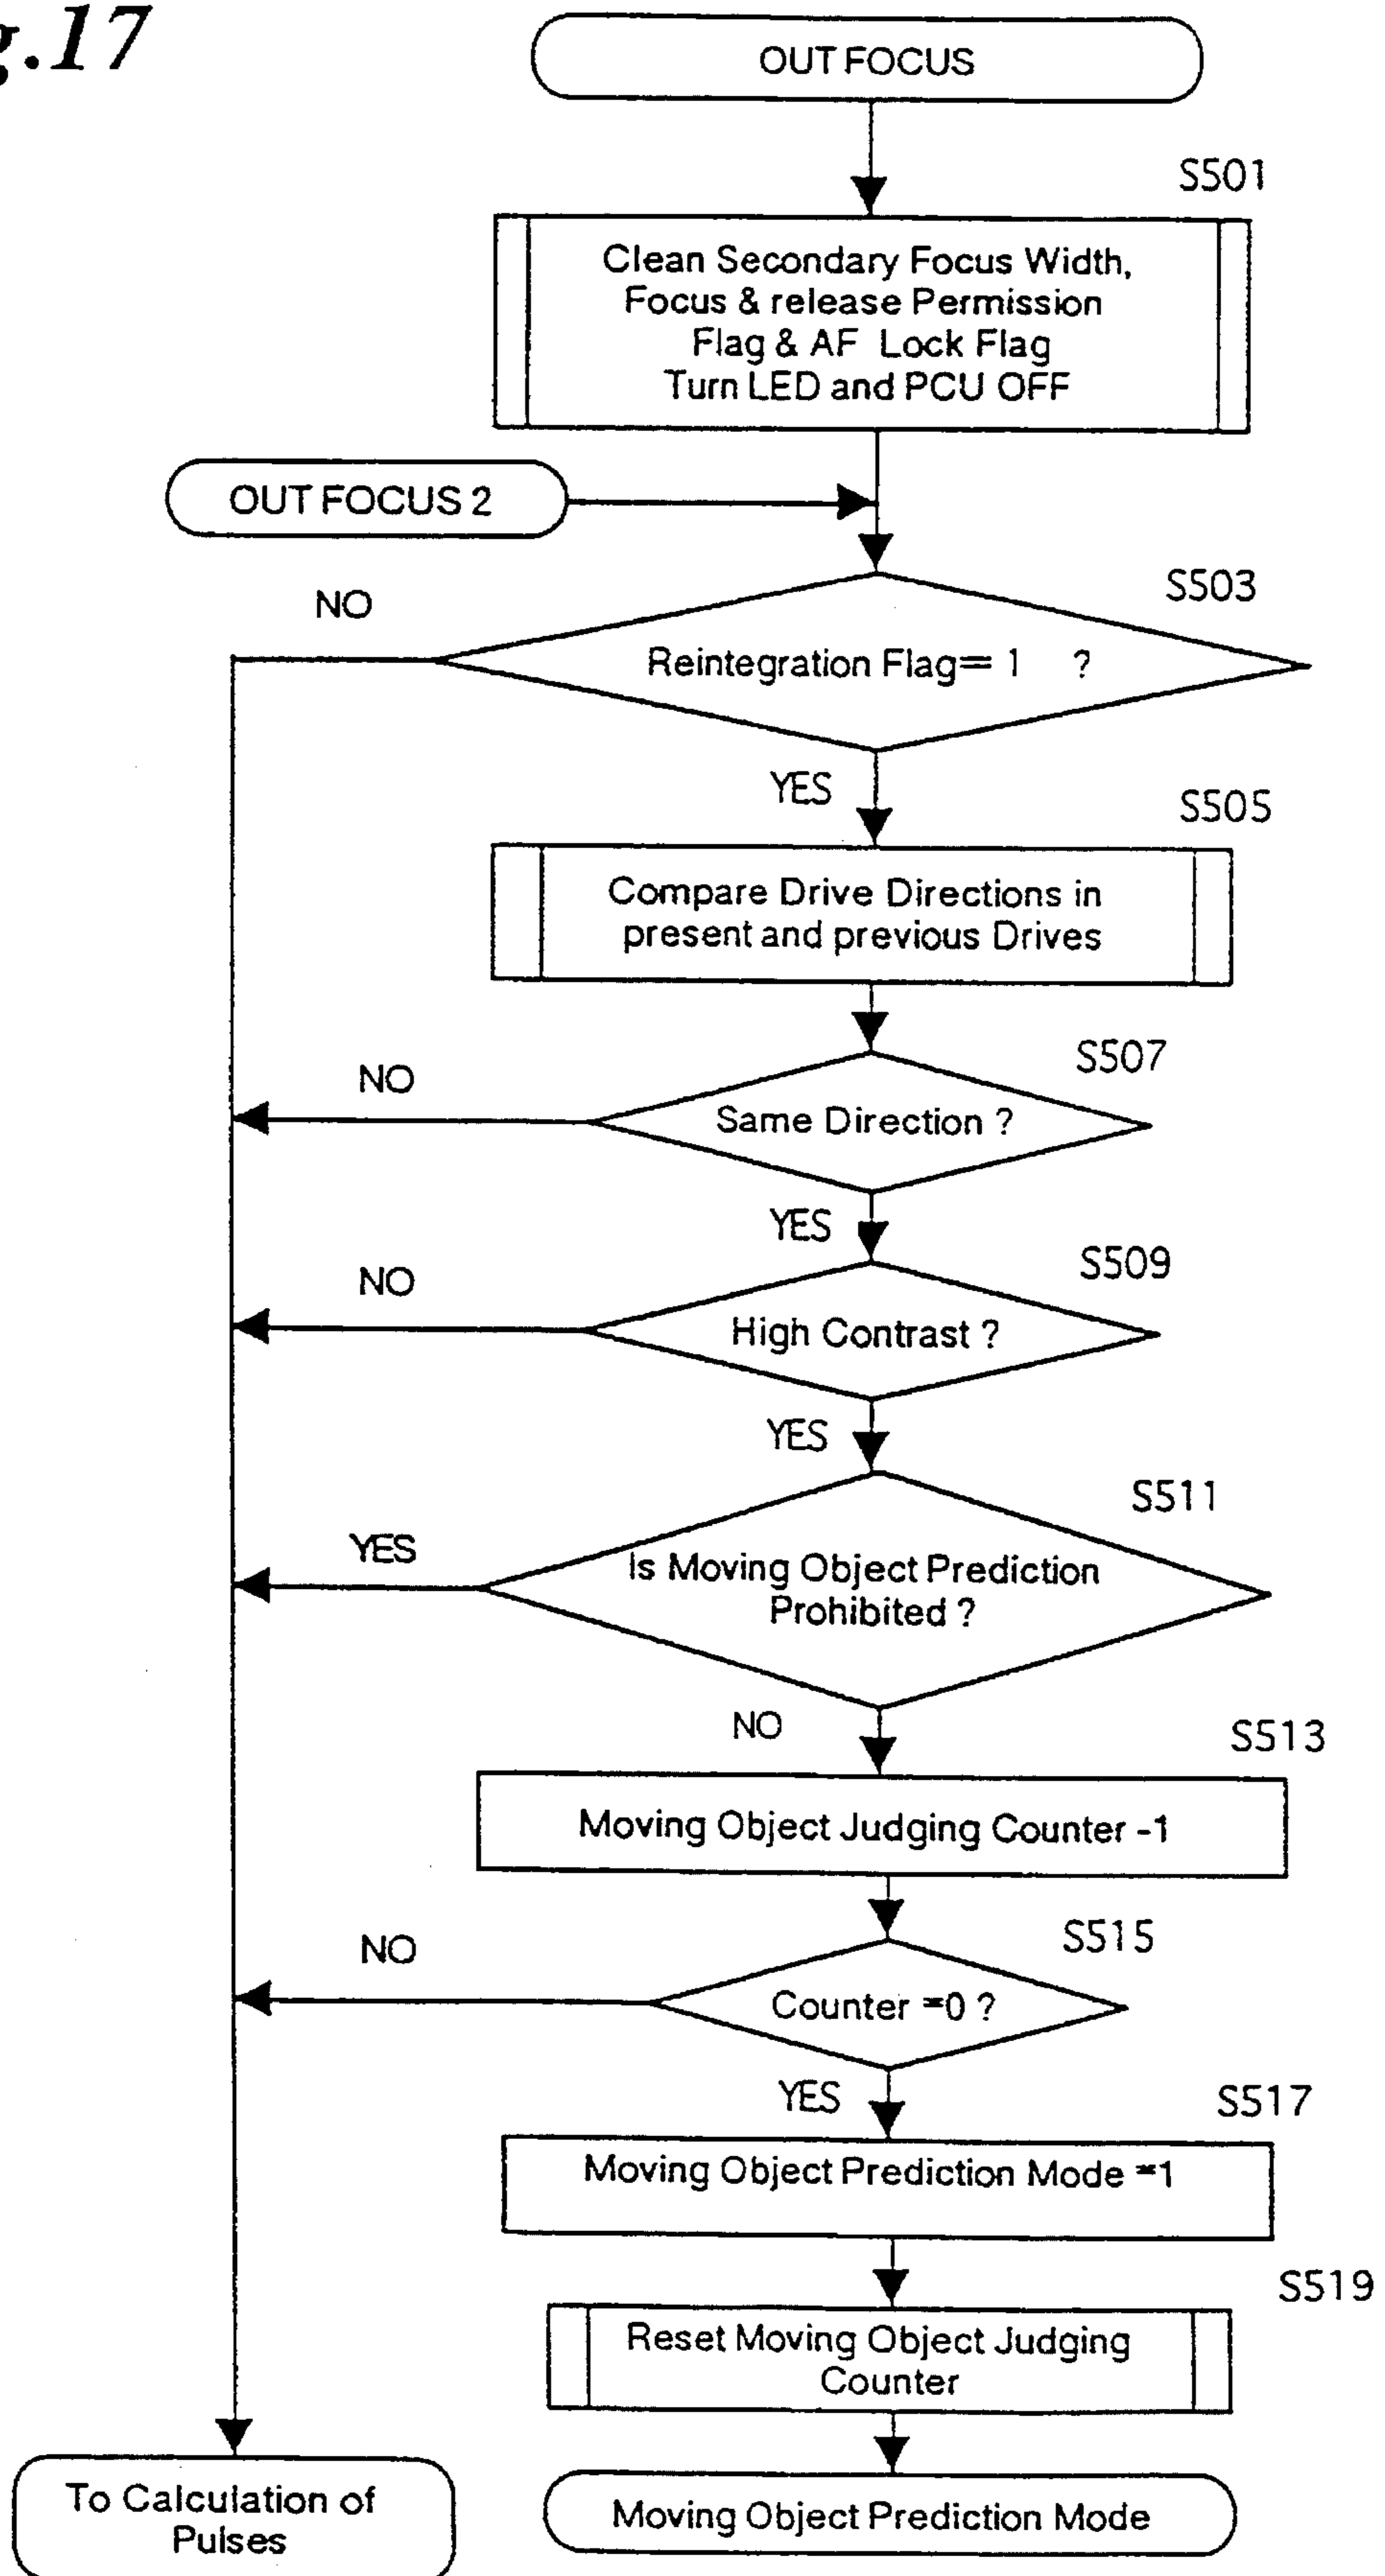 g.17
OUT FOCUS
S501
Clean Secondary Focus Width,
Focus & release Permission
Flag & AF Lock Flag
Turn LED and PCU OFF
OUT FOCUS 2
S503
NO
Reintegration Flag= 1 ?
YES
S505
Compare Drive Directions in
present and previous Drives
S507
NO
Same Direction ?
YES
S509
NO
High Contrast ?
YES
S511
YES
Is Moving Object Prediction
Prohibited ?
NO
S513
Moving Object Judging Counter -1
S515
NO
Counter =0 ?
YES
S517
Moving Object Prediction Mode =1
S519
Reset Moving Object Judging
Counter
To Calculation of
Pulses
Moving Object Prediction Mode